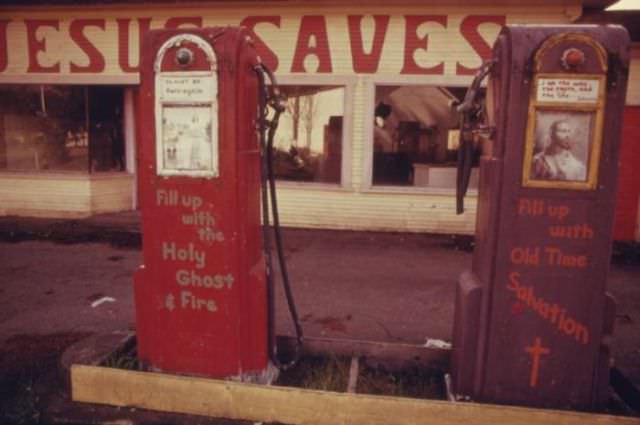 JESUS SAVES
Fill up
with
the
Holy
Ghost
& Fire
I am the way,
the truth, and
the life.
Fill up
with
Old Time
Salvation